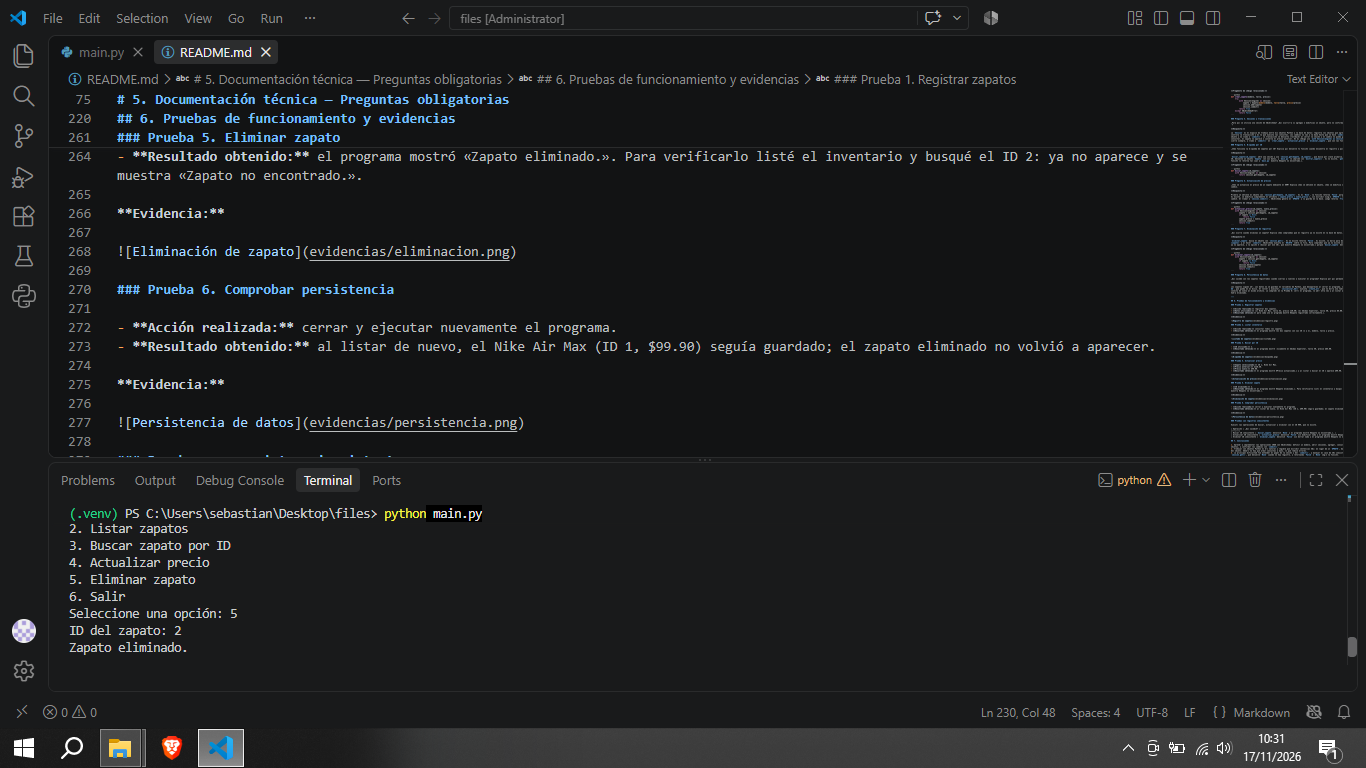 File Edit Selection View Go Run ··· files [Administrator]
main.py README.md
README.md > # 5. Documentación técnica — Preguntas obligatorias > ## 6. Pruebas de funcionamiento y evidencias > ### Prueba 1. Registrar zapatos Text Editor
75 # 5. Documentación técnica — Preguntas obligatorias
220 ## 6. Pruebas de funcionamiento y evidencias
261 ### Prueba 5. Eliminar zapato
264 - **Resultado obtenido:** el programa mostró «Zapato eliminado.». Para verificarlo listé el inventario y busqué el ID 2: ya no aparece y se
muestra «Zapato no encontrado.».
265
266 **Evidencia:**
267
268 ![Eliminación de zapato](evidencias/eliminacion.png)
269
270 ### Prueba 6. Comprobar persistencia
271
272 - **Acción realizada:** cerrar y ejecutar nuevamente el programa.
273 - **Resultado obtenido:** al listar de nuevo, el Nike Air Max (ID 1, $99.90) seguía guardado; el zapato eliminado no volvió a aparecer.
274
275 **Evidencia:**
276
277 ![Persistencia de datos](evidencias/persistencia.png)
278
Problems Output Debug Console Terminal Ports python
(.venv) PS C:\Users\sebastian\Desktop\files> python main.py
2. Listar zapatos
3. Buscar zapato por ID
4. Actualizar precio
5. Eliminar zapato
6. Salir
Seleccione una opción: 5
ID del zapato: 2
Zapato eliminado.
0 0 Ln 230, Col 48 Spaces: 4 UTF-8 LF {} Markdown
10:31
17/11/2026
1